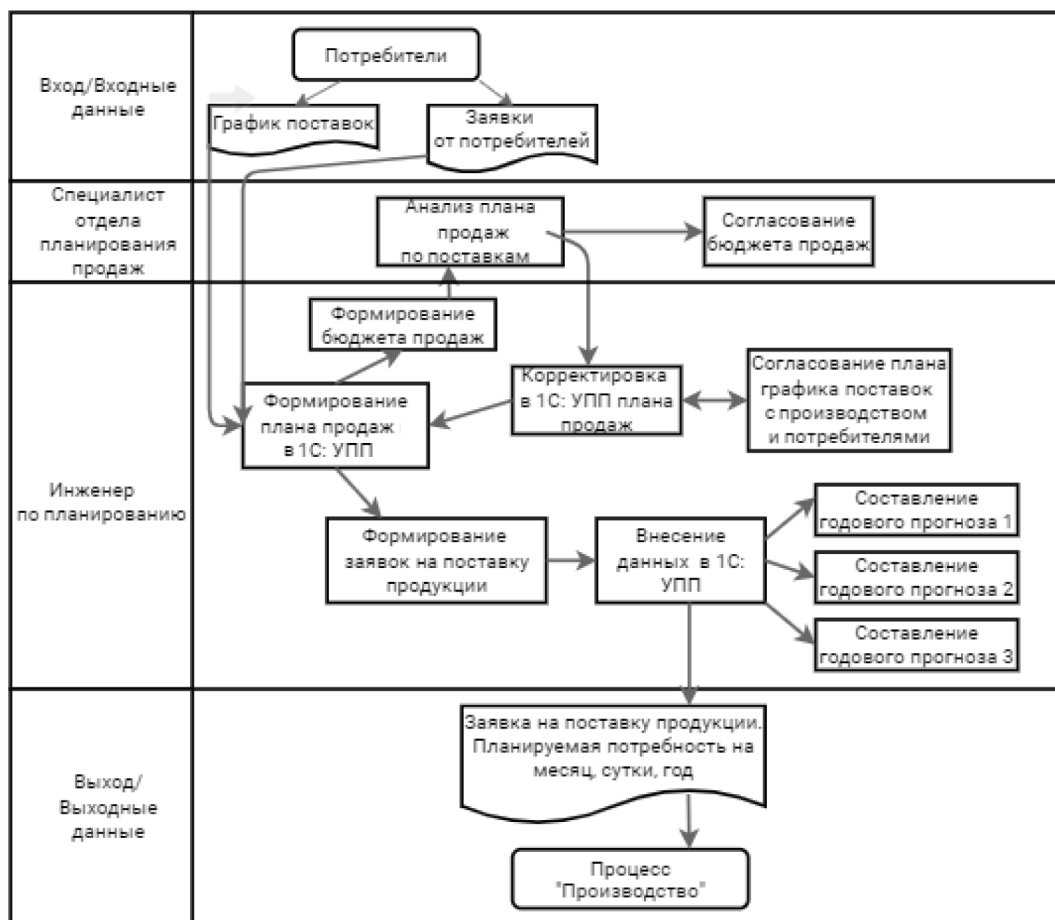 Вход/Входные
данные
Потребители
График поставок
Заявки
от потребителей
Специалист
отдела
планирования
продаж
Анализ плана
продаж
по поставкам
Согласование
бюджета продаж
Инженер
по планированию
Формирование
бюджета продаж
Формирование
плана продаж
в 1С: УПП
Корректировка
в 1С: УПП плана
продаж
Согласование плана
графика поставок
с производством
и потребителями
Формирование
заявок на поставку
продукции
Внесение
данных в 1С:
УПП
Составление
годового прогноза 1
Составление
годового прогноза 2
Составление
годового прогноза 3
Выход/
Выходные
данные
Заявка на поставку продукции.
Планируемая потребность на
месяц, сутки, год
Процесс
"Производство"